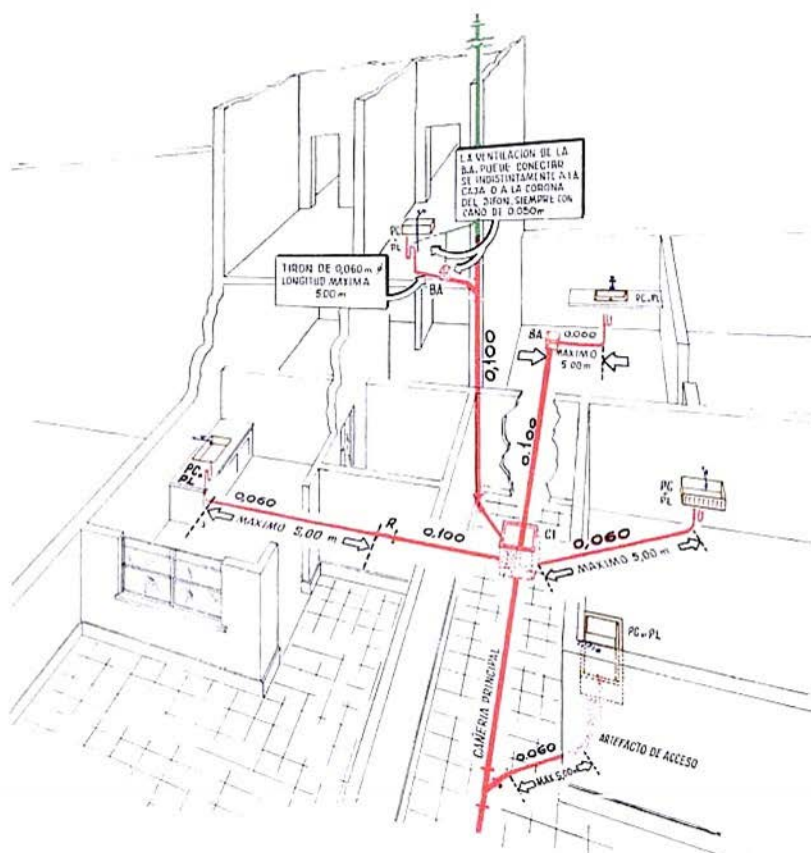 LA VENTILACION DE LA
B.A. PUEDE CONECTAR
SE INDISTINTAMENTE A LA
CAJA O A LA CORONA
DEL SIFON, SIEMPRE CON
CAÑO DE 0.050 m
PC
o
PL
TIRON DE 0,060 m ø
LONGITUD MAXIMA
5,00 m
BA
PC o PL
BA
0.060
MAXIMO
5.00 m
0,100
0.100
PC o
PL
PC
o
PL
0,060
MAXIMO 5,00 m
R
0,100
CI
0,060
MAXIMO 5,00 m
PC o PL
CAÑERIA PRINCIPAL
ARTEFACTO DE ACCESO
0.060
MAX 5,00 m